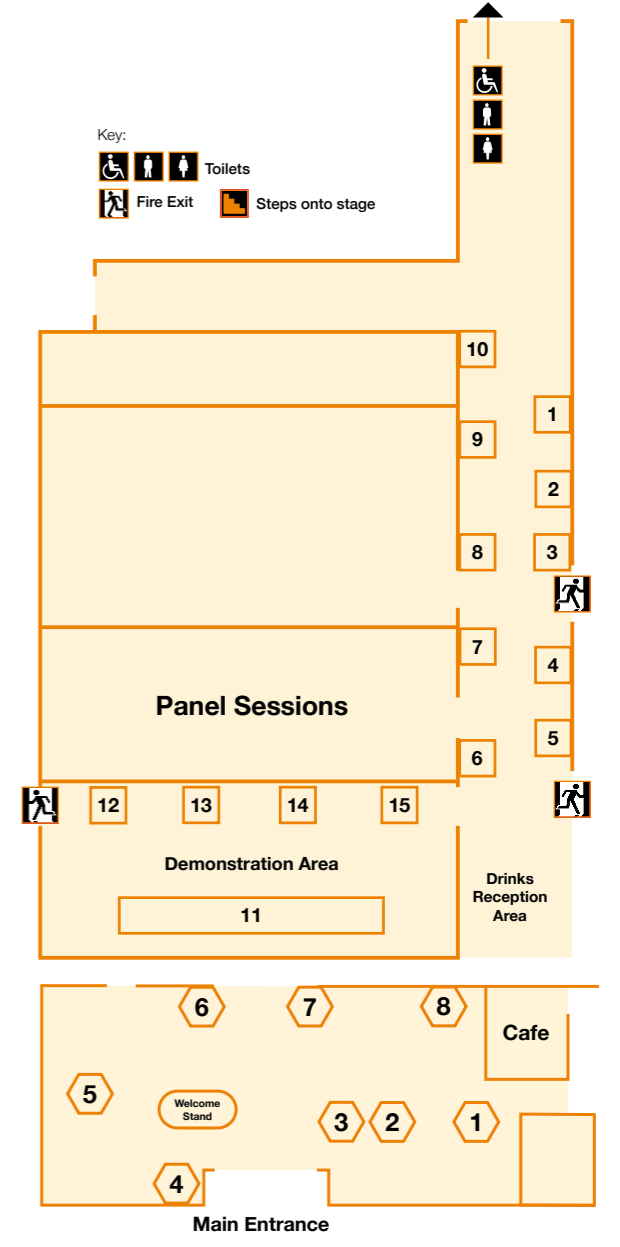 Key:
Toilets
Fire Exit
Steps onto stage
10
1
9
2
8
3
7
4
Panel Sessions
5
6
12
13
14
15
Demonstration Area
Drinks
Reception
Area
11
6
7
8
Cafe
5
Welcome
Stand
3
2
1
4
Main Entrance